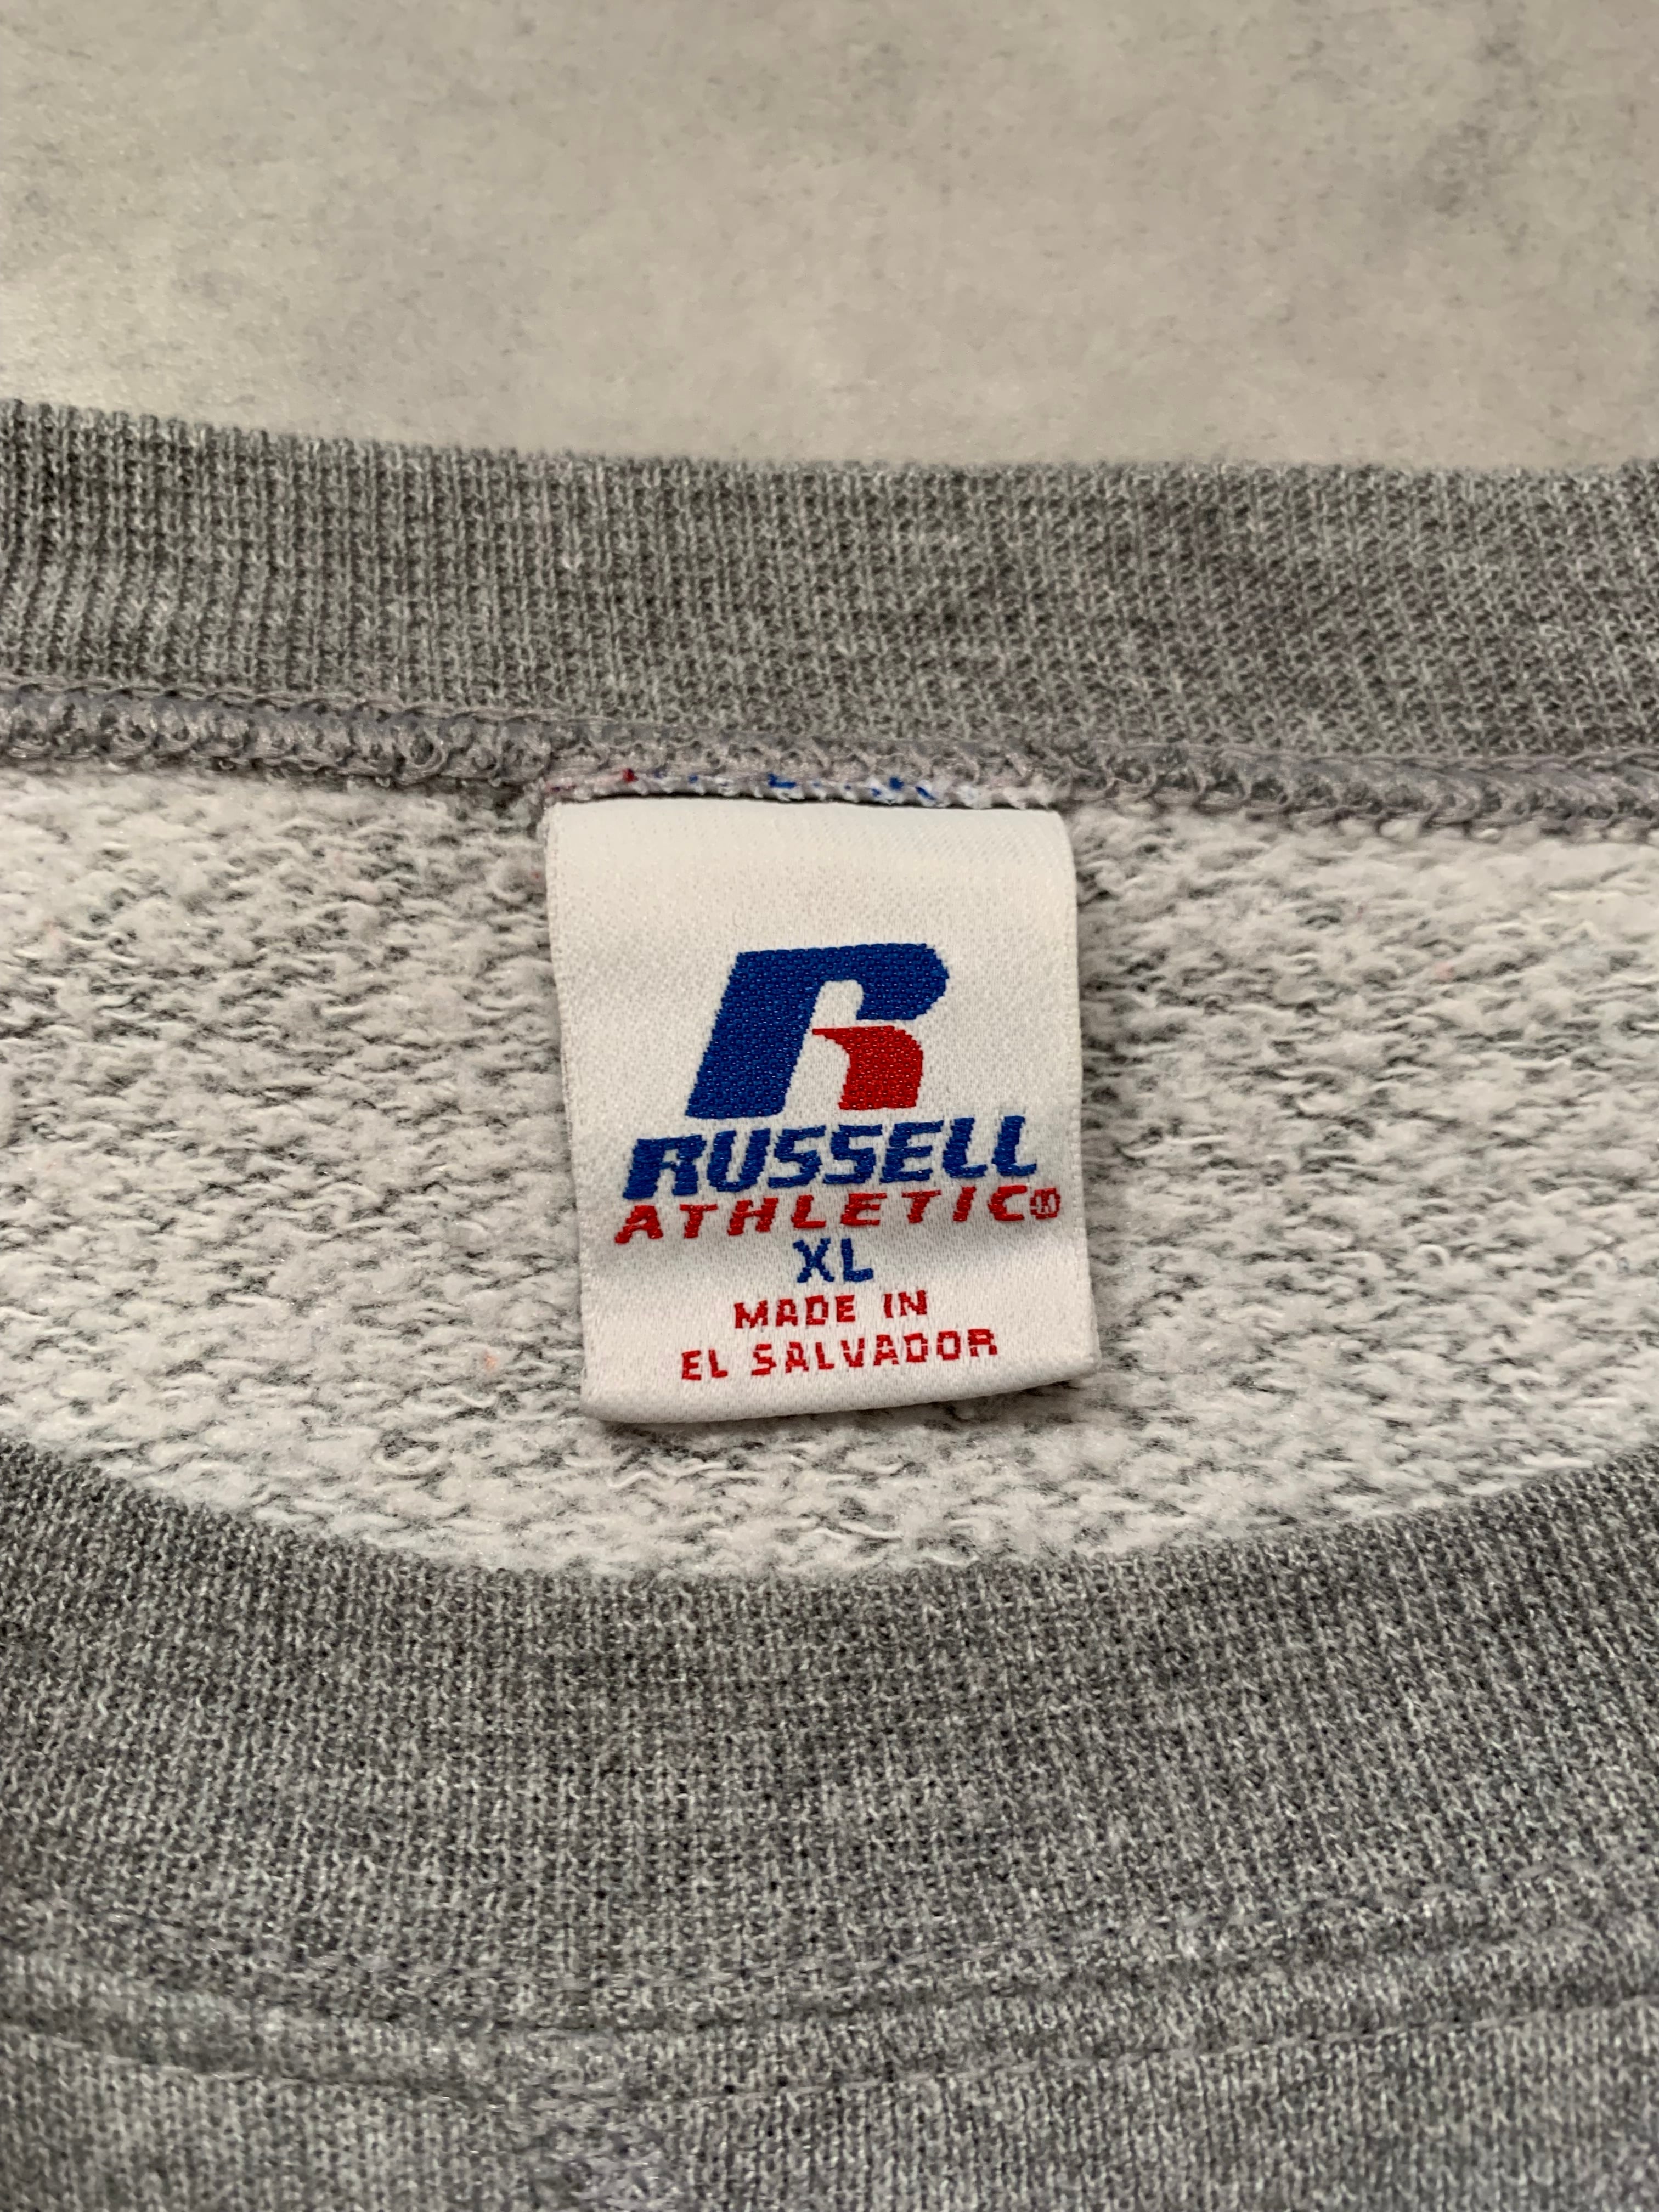 R
RUSSELL
ATHLETIC®
XL
MADE IN
EL SALVADOR